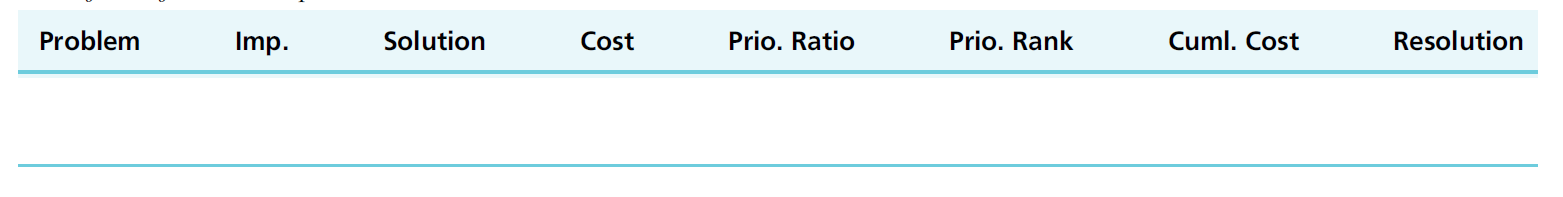 Problem Imp. Solution Cost Prio. Ratio Prio. Rank Cuml. Cost Resolution